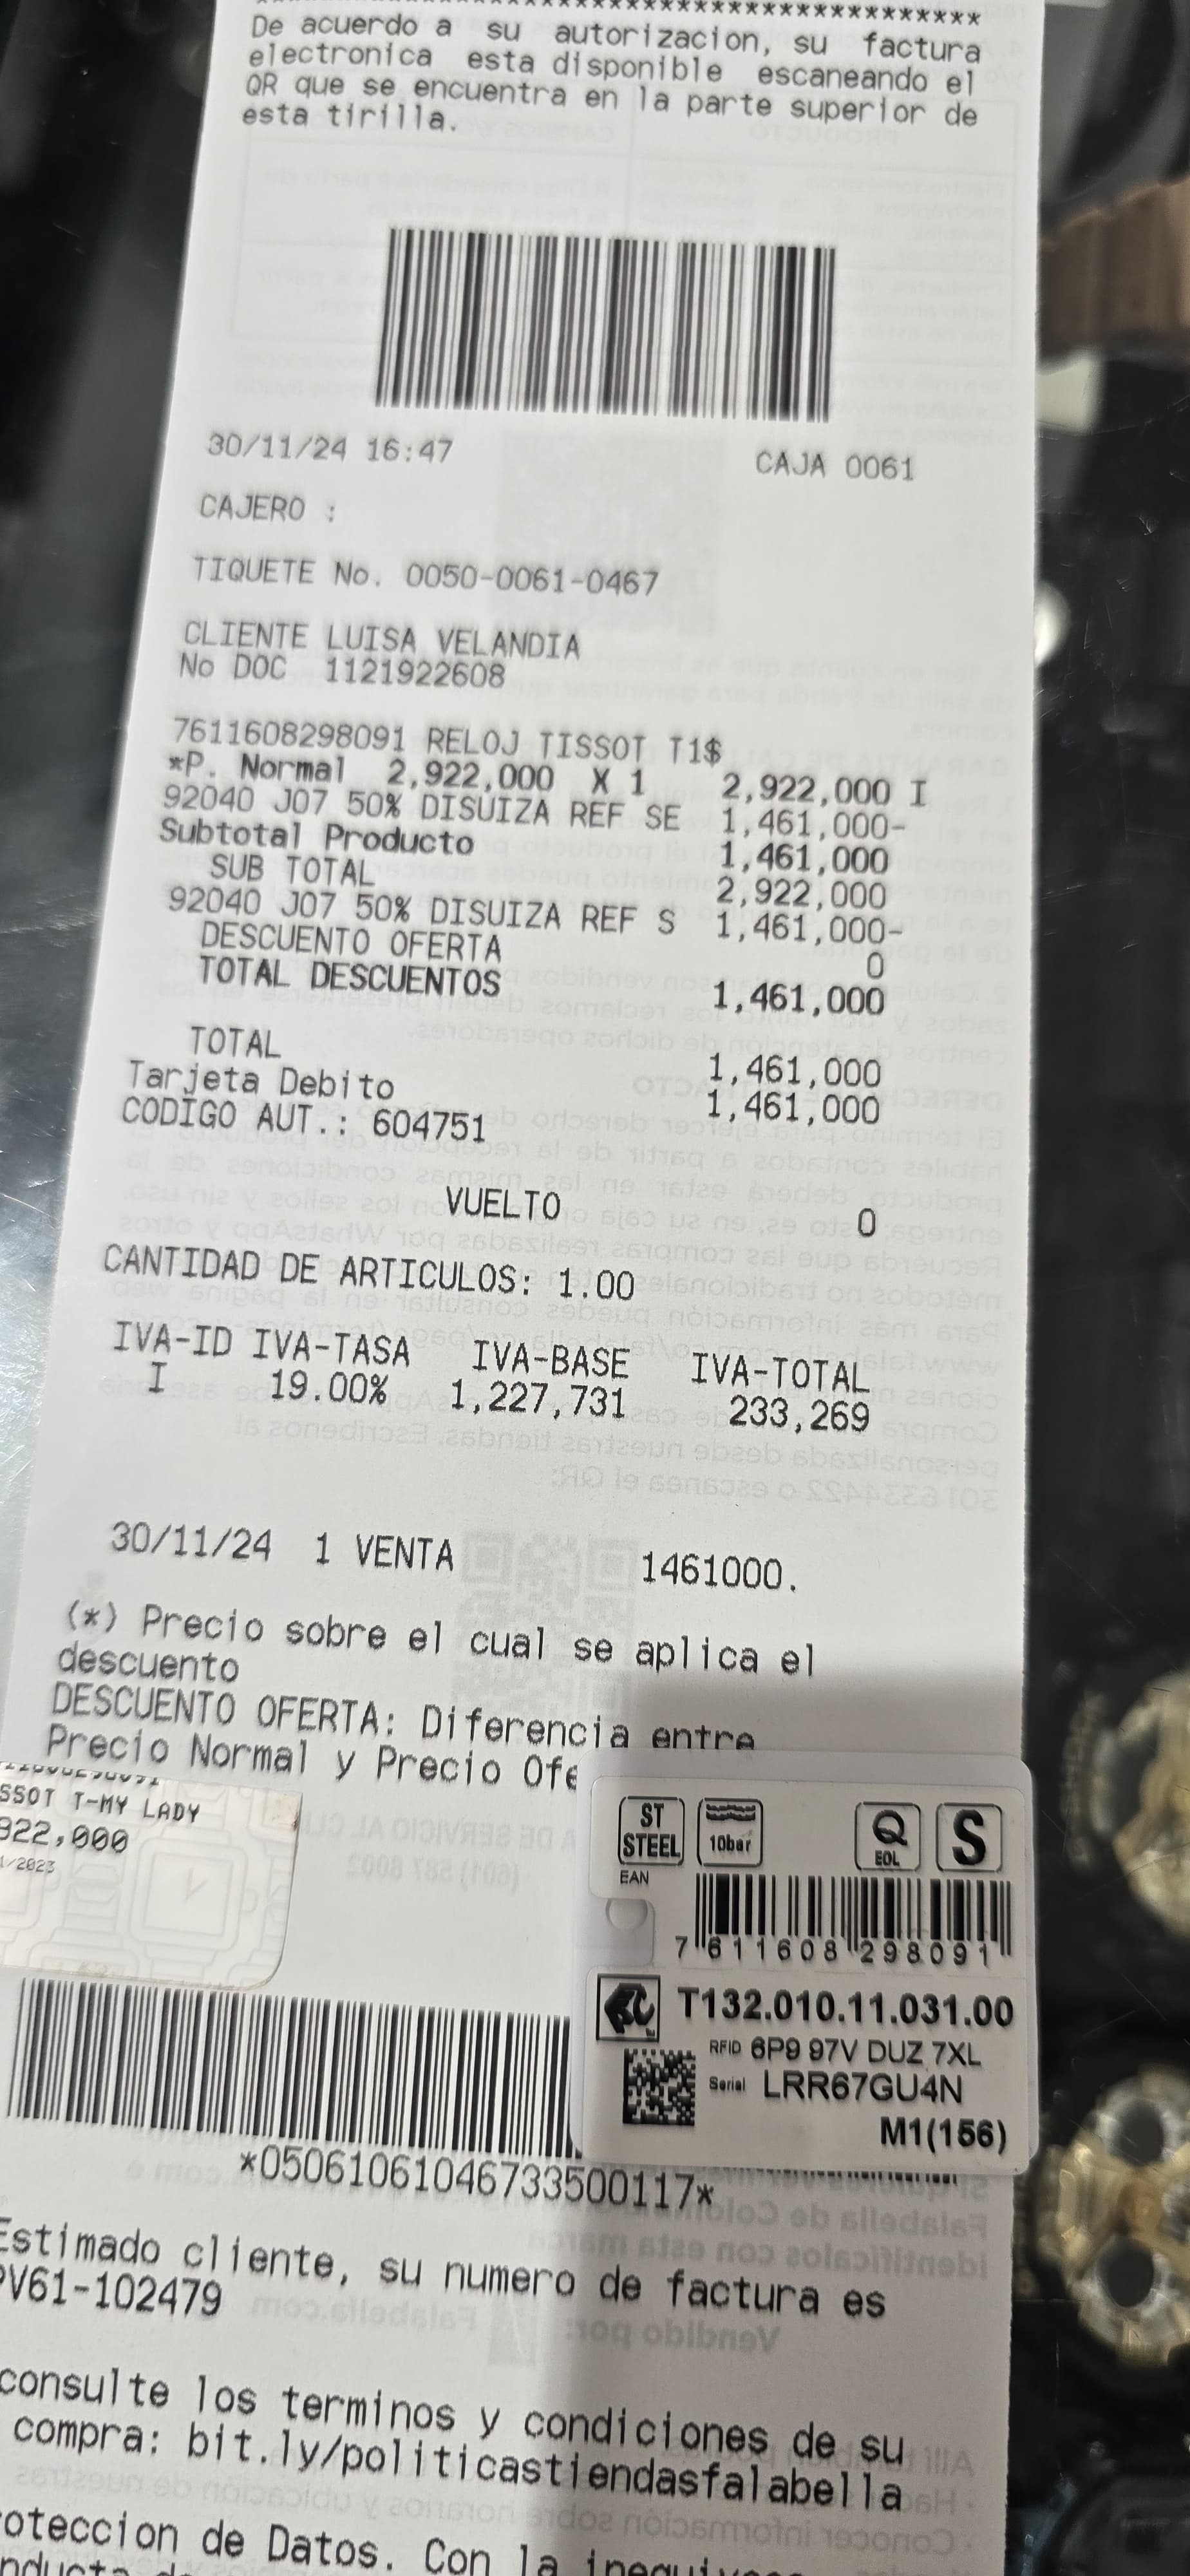 ****************************************
De acuerdo a su autorizacion, su factura
electronica esta disponible escaneando el
QR que se encuentra en la parte superior de
esta tirilla.
30/11/24 16:47 CAJA 0061
CAJERO :
TIQUETE No. 0050-0061-0467
CLIENTE LUISA VELANDIA
No DOC 1121922608
7611608298091 RELOJ TISSOT T1$
*P. Normal 2,922,000 X 1 2,922,000 I
92040 J07 50% DISUIZA REF SE 1,461,000-
Subtotal Producto 1,461,000
SUB TOTAL 2,922,000
92040 J07 50% DISUIZA REF S 1,461,000-
DESCUENTO OFERTA 0
TOTAL DESCUENTOS 1,461,000
TOTAL 1,461,000
Tarjeta Debito 1,461,000
CODIGO AUT.: 604751
VUELTO 0
CANTIDAD DE ARTICULOS: 1.00
IVA-ID IVA-TASA IVA-BASE IVA-TOTAL
I 19.00% 1,227,731 233,269
30/11/24 1 VENTA 1461000.
(*) Precio sobre el cual se aplica el
descuento
DESCUENTO OFERTA: Diferencia entre
Precio Normal y Precio Ofe
SSOT T-MY LADY
922,000
1/2023
ST
STEEL
10bar
Q
EOL
S
EAN
7 611608 298091
T132.010.11.031.00
RFID 6P9 97V DUZ 7XL
Serial LRR67GU4N
M1(156)
*05061061046733500117*
Estimado cliente, su numero de factura es
PV61-102479
consulte los terminos y condiciones de su
compra: bit.ly/politicastiendasfalabella
oteccion de Datos. Con la